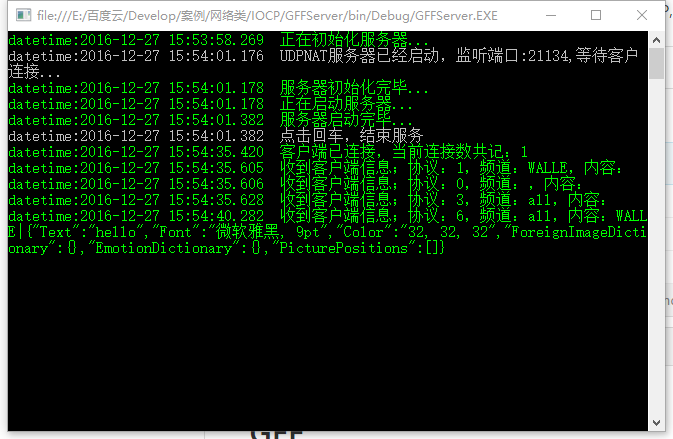 file:///E:/百度云/Develop/案例/网络类/IOCP/GFFServer/bin/Debug/GFFServer.EXE
datetime:2016-12-27 15:53:58.269  正在初始化服务器...
datetime:2016-12-27 15:54:01.176  UDPNAT服务器已经启动，监听端口:21134,等待客户
连接...
datetime:2016-12-27 15:54:01.178  服务器初始化完毕...
datetime:2016-12-27 15:54:01.178  正在启动服务器...
datetime:2016-12-27 15:54:01.382  服务器启动完毕...
datetime:2016-12-27 15:54:01.382  点击回车，结束服务
datetime:2016-12-27 15:54:35.420  客户端已连接，当前连接数共记：1
datetime:2016-12-27 15:54:35.605  收到客户端信息：协议：1，频道：WALLE，内容：
datetime:2016-12-27 15:54:35.606  收到客户端信息：协议：0，频道：，内容：
datetime:2016-12-27 15:54:35.628  收到客户端信息：协议：3，频道：all，内容：
datetime:2016-12-27 15:54:40.282  收到客户端信息：协议：6，频道：all，内容：WALL
E|{"Text":"hello","Font":"微软雅黑, 9pt","Color":"32, 32, 32","ForeignImageDicti
onary":{},"EmotionDictionary":{},"PicturePositions":[]}
GFF